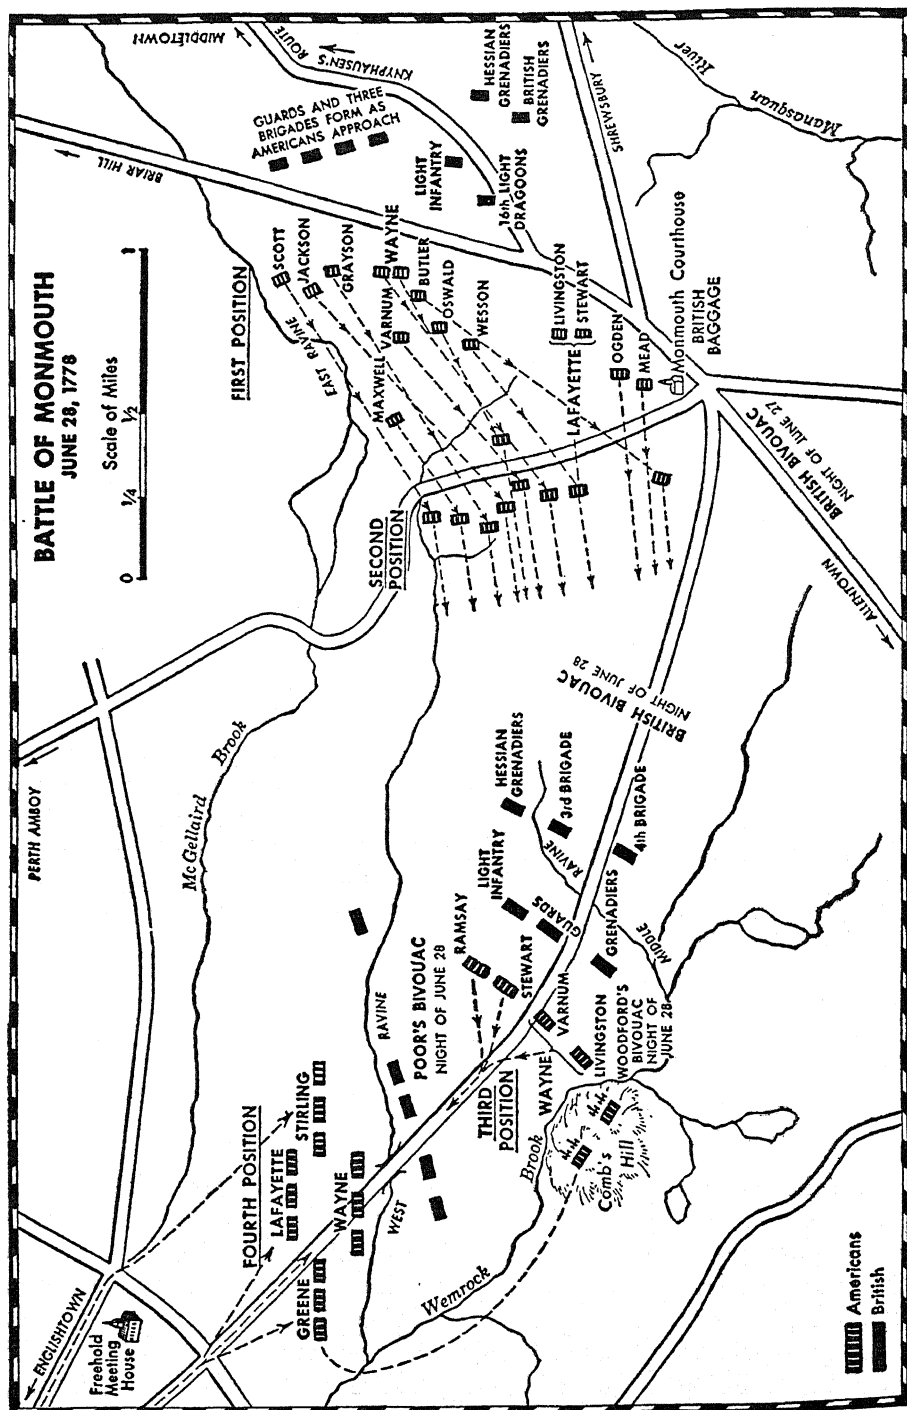 BATTLE OF MONMOUTH
JUNE 28, 1778
Scale of Miles
0
1/4
1/2
1
ENGLISHTOWN
Freehold
Meeting
House
PERTH AMBOY
McGellaird
Brook
FOURTH POSITION
LAFAYETTE
STIRLING
GREENE
WAYNE
WEST
RAVINE
POOR'S BIVOUAC
NIGHT OF JUNE 28
THIRD
POSITION
WAYNE
RAMSAY
STEWART
VARNUM
LIVINGSTON
WOODFORD'S
BIVOUAC
NIGHT OF
JUNE 28
Wemrock
Brook
Comb's
Hill
LIGHT
INFANTRY
GUARDS
GRENADIERS
MIDDLE
RAVINE
HESSIAN
GRENADIERS
3rd BRIGADE
4th BRIGADE
BRITISH BIVOUAC
NIGHT OF JUNE 28
SECOND
POSITION
FIRST POSITION
EAST RAVINE
SCOTT
JACKSON
GRAYSON
MAXWELL
VARNUM
WAYNE
BUTLER
OSWALD
WESSON
LAFAYETTE
LIVINGSTON
STEWART
OGDEN
MEAD
Monmouth Courthouse
BRITISH
BAGGAGE
BRITISH BIVOUAC
NIGHT OF JUNE 27
ALLENTOWN
BRIAR HILL
MIDDLETOWN
KNYPHAUSEN'S
ROUTE
GUARDS AND THREE
BRIGADES FORM AS
AMERICANS APPROACH
LIGHT
INFANTRY
16th LIGHT
DRAGOONS
HESSIAN
GRENADIERS
BRITISH
GRENADIERS
SHREWSBURY
Manasquan
River
Americans
British